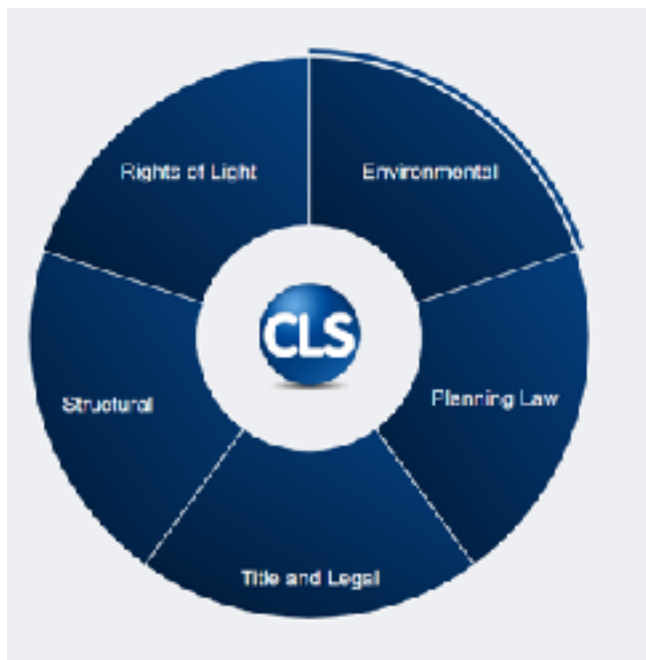 Rights of Light
Environmental
CLS
Structural
Planning Law
Title and Legal